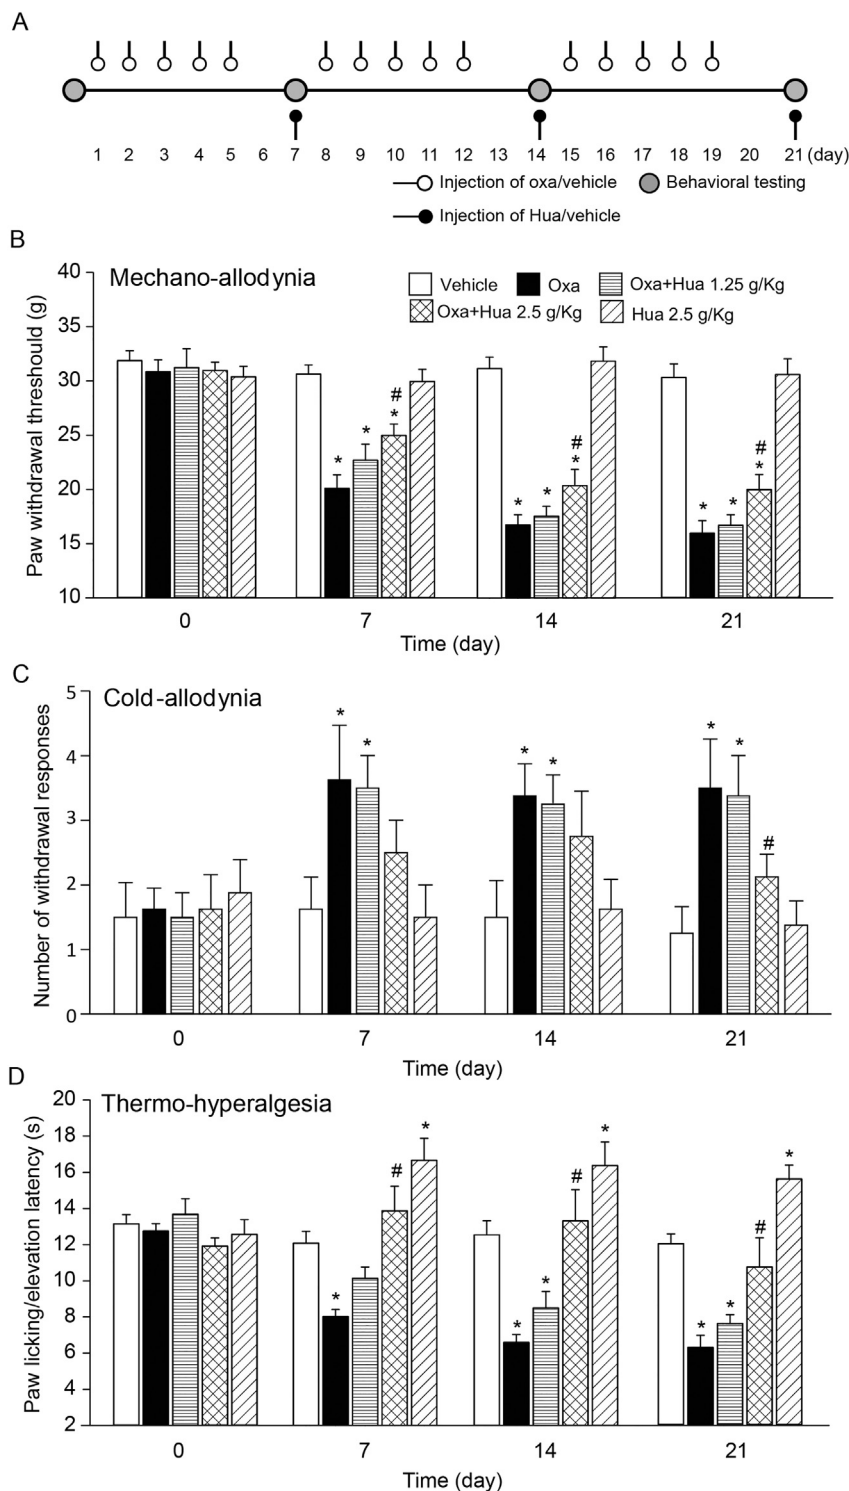 A
1 2 3 4 5 6 7 8 9 10 11 12 13 14 15 16 17 18 19 20 21 (day)
Injection of oxa/vehicle Behavioral testing
Injection of Hua/vehicle
B
Mechano-allodynia
Vehicle Oxa Oxa+Hua 1.25 g/Kg
Oxa+Hua 2.5 g/Kg Hua 2.5 g/Kg
Paw withdrawal threshould (g)
40
35
30
25
20
15
10
* * # *
* * # *
* * # *
0 7 14 21
Time (day)
C
Cold-allodynia
Number of withdrawal responses
5
4
3
2
1
0
* *
* *
* * #
0 7 14 21
Time (day)
D
Thermo-hyperalgesia
Paw licking/elevation latency (s)
20
18
16
14
12
10
8
6
4
2
* # *
* * # *
* * # *
0 7 14 21
Time (day)